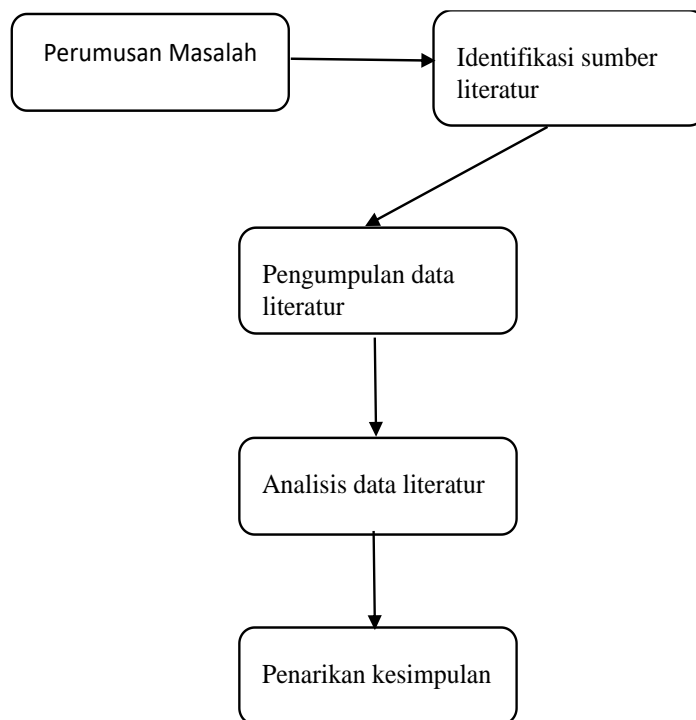 Perumusan Masalah
Identifikasi sumber
literatur
Pengumpulan data
literatur
Analisis data literatur
Penarikan kesimpulan